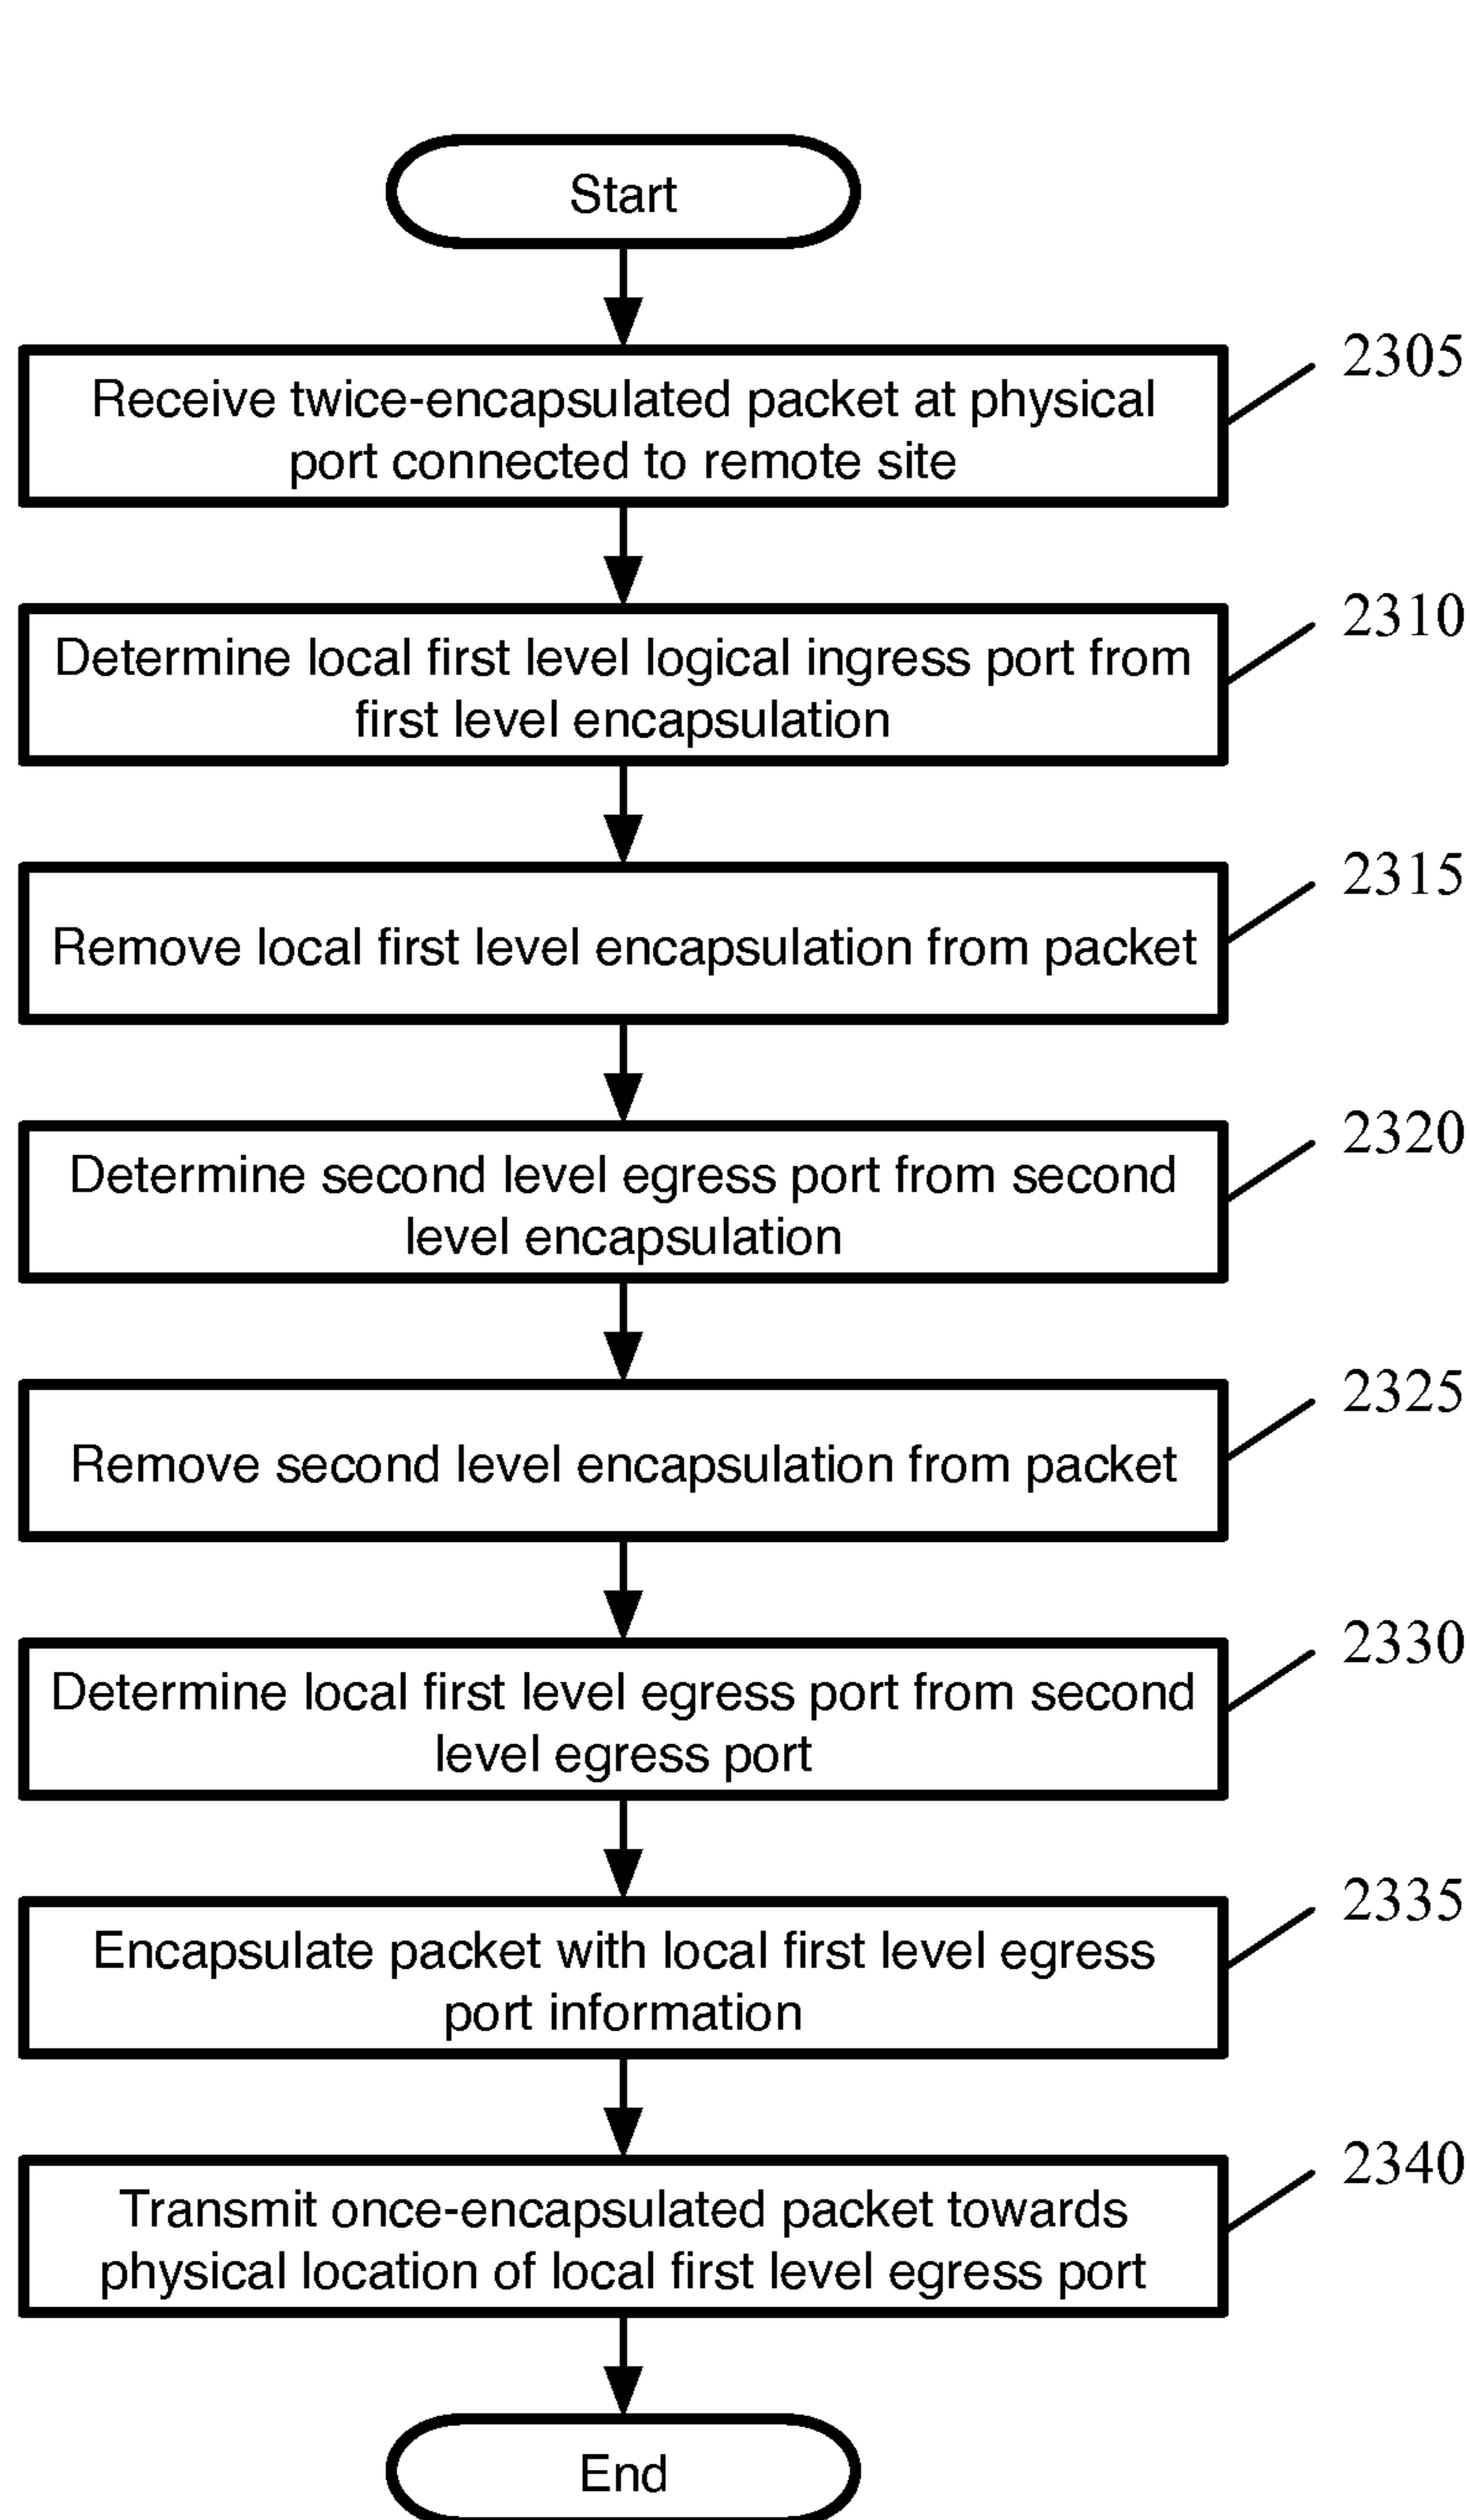 Start
2305
Receive twice-encapsulated packet at physical
port connected to remote site
2310
Determine local first level logical ingress port from
first level encapsulation
2315
Remove local first level encapsulation from packet
2320
Determine second level egress port from second
level encapsulation
2325
Remove second level encapsulation from packet
2330
Determine local first level egress port from second
level egress port
2335
Encapsulate packet with local first level egress
port information
2340
Transmit once-encapsulated packet towards
physical location of local first level egress port
End